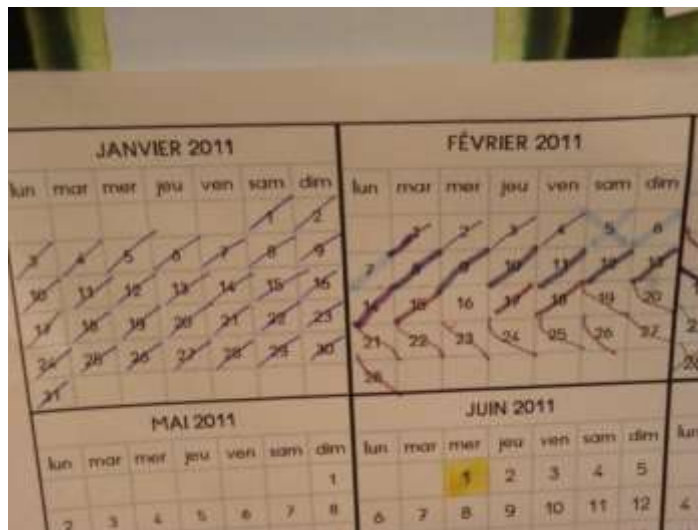 JANVIER 2011
lun mar mer jeu ven sam dim
1 2
3 4 5 6 7 8 9
10 11 12 13 14 15 16
17 18 19 20 21 22 23
24 25 26 27 28 29 30
31
FÉVRIER 2011
lun mar mer jeu ven sam dim
1 2 3 4 5 6
7 8 9 10 11 12 13
14 15 16 17 18 19 20
21 22 23 24 25 26 27
28
MAI 2011
lun mar mer jeu ven sam dim
1
2 3 4 5 6 7 8
JUIN 2011
lun mar mer jeu ven sam dim
1 2 3 4 5
6 7 8 9 10 11 12